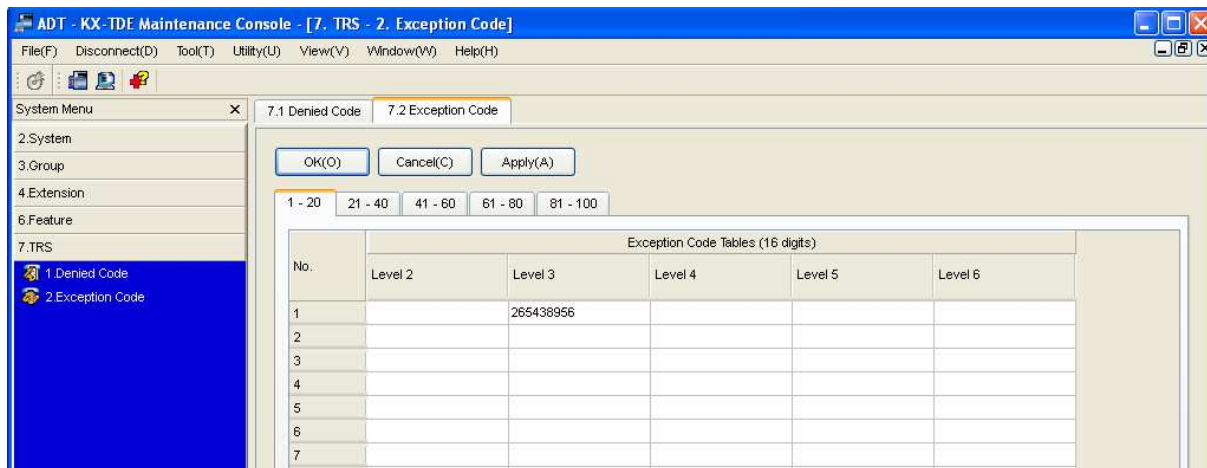 ADT - KX-TDE Maintenance Console - [7. TRS - 2. Exception Code]
File(F) Disconnect(D) Tool(T) Utility(U) View(V) Window(W) Help(H)
System Menu x 7.1 Denied Code 7.2 Exception Code
2.System
OK(O) Cancel(C) Apply(A)
3.Group
4.Extension
1 - 20 21 - 40 41 - 60 61 - 80 81 - 100
6.Feature
7.TRS
Exception Code Tables (16 digits)
No. Level 2 Level 3 Level 4 Level 5 Level 6
1.Denied Code
2.Exception Code
1 265438956
2
3
4
5
6
7